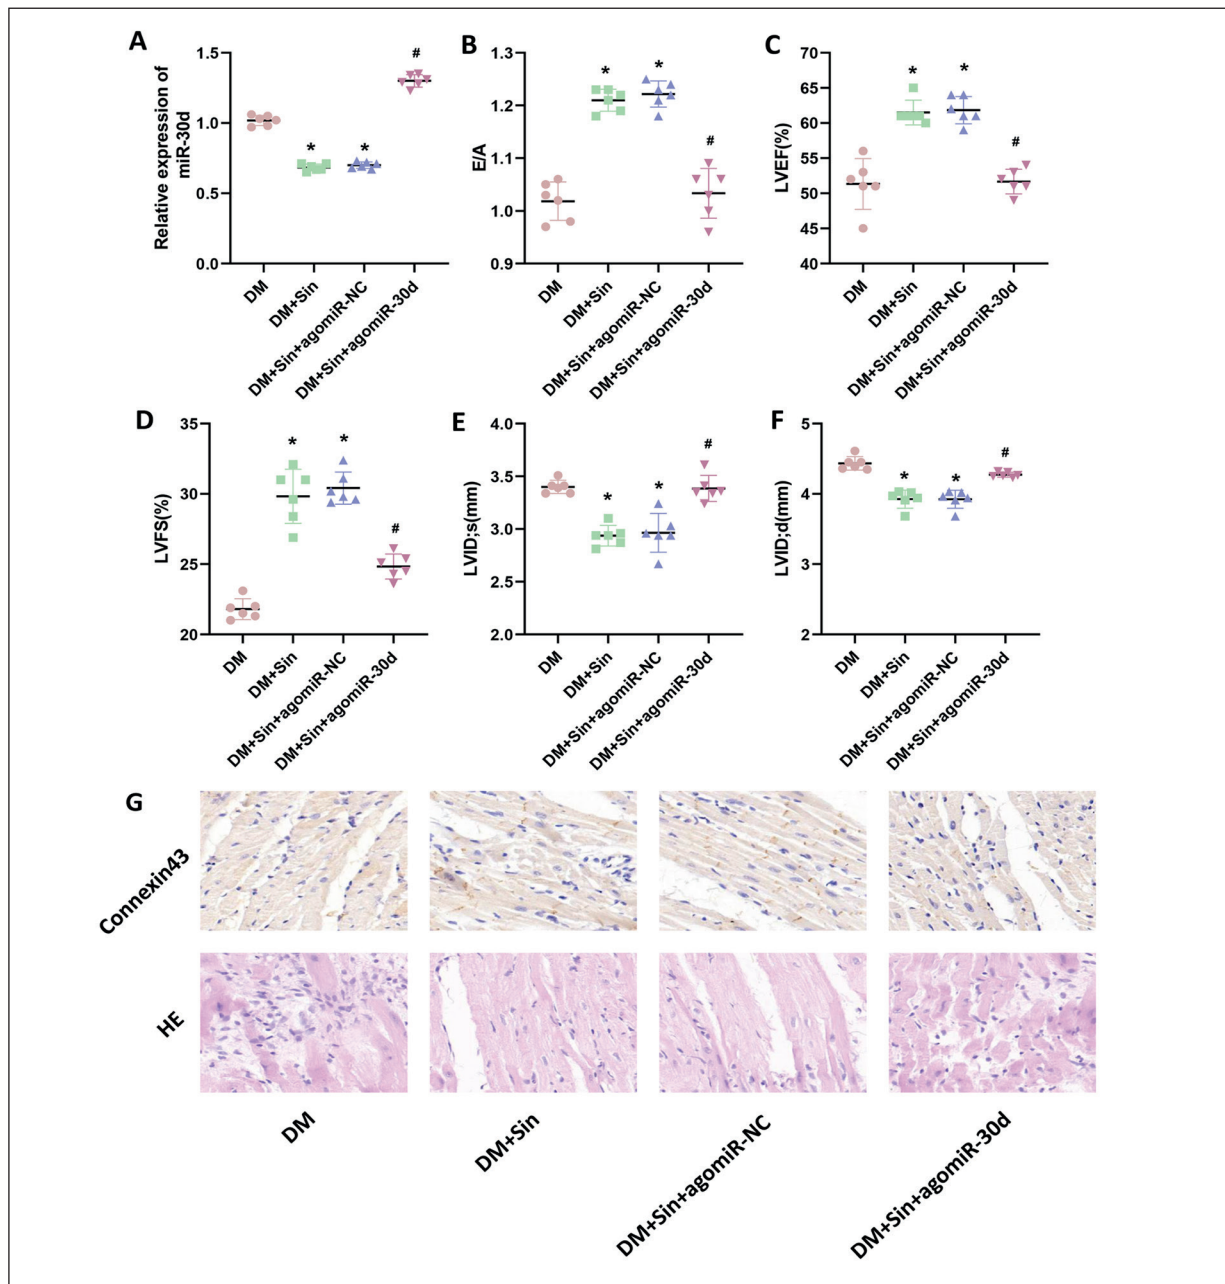 A
Relative expression of
miR-30d
1.5
1.0
0.5
0.0
*
*
#
DM
DM+Sin
DM+Sin+agomiR-NC
DM+Sin+agomiR-30d
B
E/A
1.3
1.2
1.1
1.0
0.9
*
*
#
DM
DM+Sin
DM+Sin+agomiR-NC
DM+Sin+agomiR-30d
C
LVEF(%)
70
65
60
55
50
45
40
*
*
#
DM
DM+Sin
DM+Sin+agomiR-NC
DM+Sin+agomiR-30d
D
LVFS(%)
35
30
25
20
*
*
#
DM
DM+Sin
DM+Sin+agomiR-NC
DM+Sin+agomiR-30d
E
LVID;s(mm)
4.0
3.5
3.0
2.5
2.0
*
*
#
DM
DM+Sin
DM+Sin+agomiR-NC
DM+Sin+agomiR-30d
F
LVID;d(mm)
5
4
3
2
*
*
#
DM
DM+Sin
DM+Sin+agomiR-NC
DM+Sin+agomiR-30d
G
Connexin43
HE
DM
DM+Sin
DM+Sin+agomiR-NC
DM+Sin+agomiR-30d